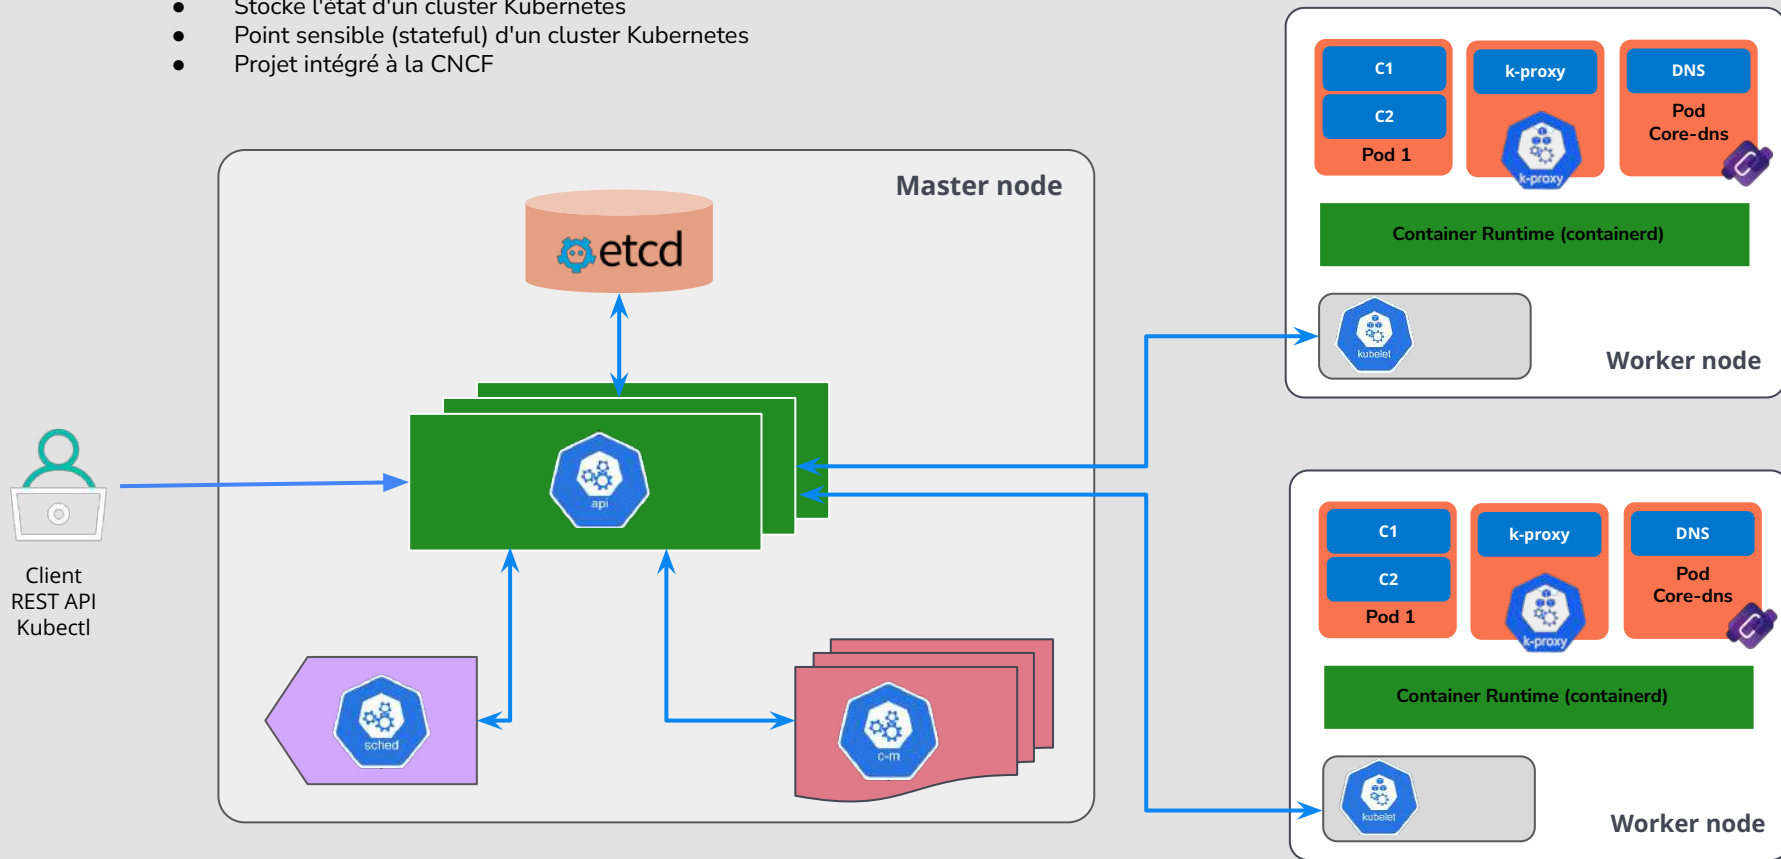 ● Stocke l'état d'un cluster Kubernetes
● Point sensible (stateful) d'un cluster Kubernetes
● Projet intégré à la CNCF
Master node
etcd
api
sched
c-m
Client
REST API
Kubectl
C1
C2
Pod 1
k-proxy
k-proxy
DNS
Pod
Core-dns
Container Runtime (containerd)
kubelet
Worker node
C1
C2
Pod 1
k-proxy
k-proxy
DNS
Pod
Core-dns
Container Runtime (containerd)
kubelet
Worker node